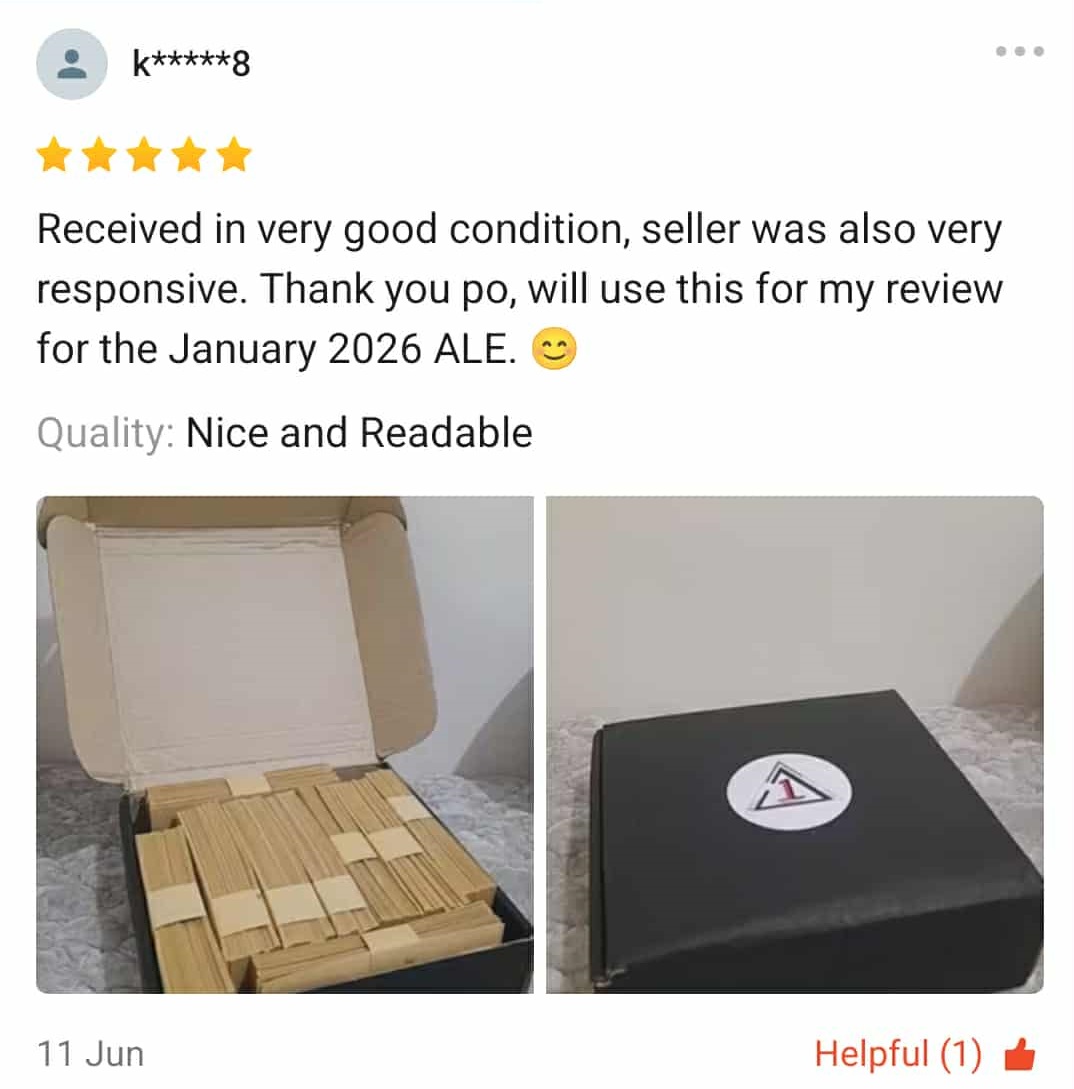 k*****8
Received in very good condition, seller was also very
responsive. Thank you po, will use this for my review
for the January 2026 ALE. 😊
Quality: Nice and Readable
1
11 Jun
Helpful (1)